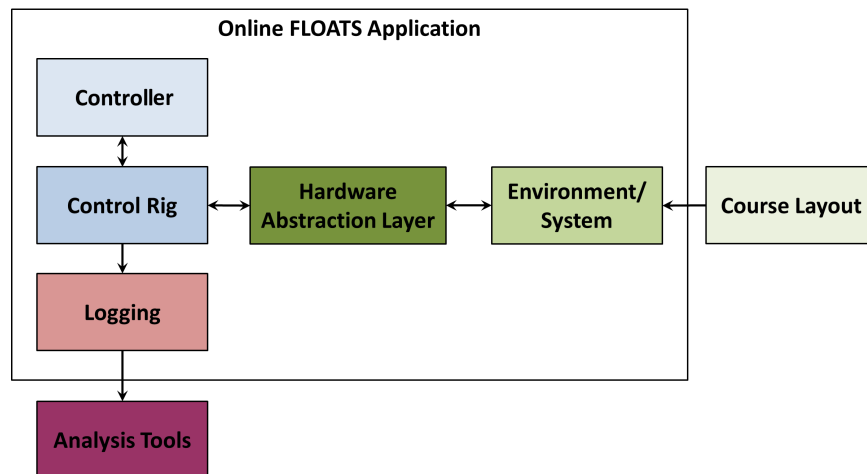 Online FLOATS Application
Controller
Control Rig
Hardware
Abstraction Layer
Environment/
System
Course Layout
Logging
Analysis Tools